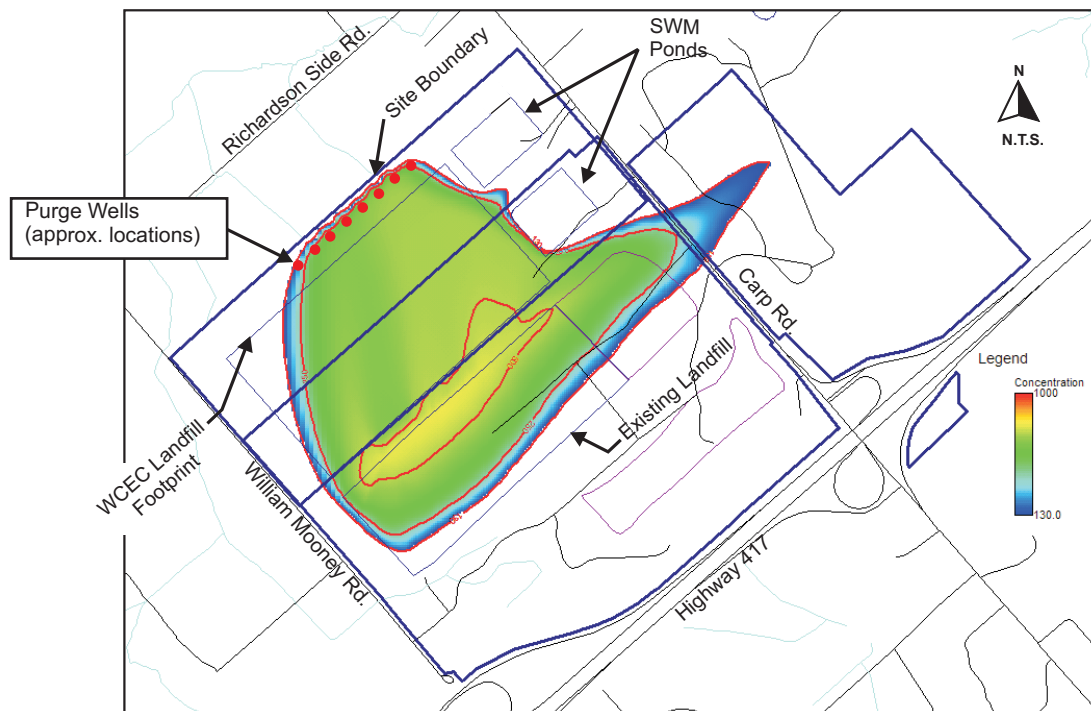 Richardson Side Rd.
Site Boundary
SWM
Ponds
N
N.T.S.
Purge Wells
(approx. locations)
Carp Rd.
Legend
Concentration
1000
130.0
Existing Landfill
WCEC Landfill
Footprint
William Mooney Rd.
Highway 417